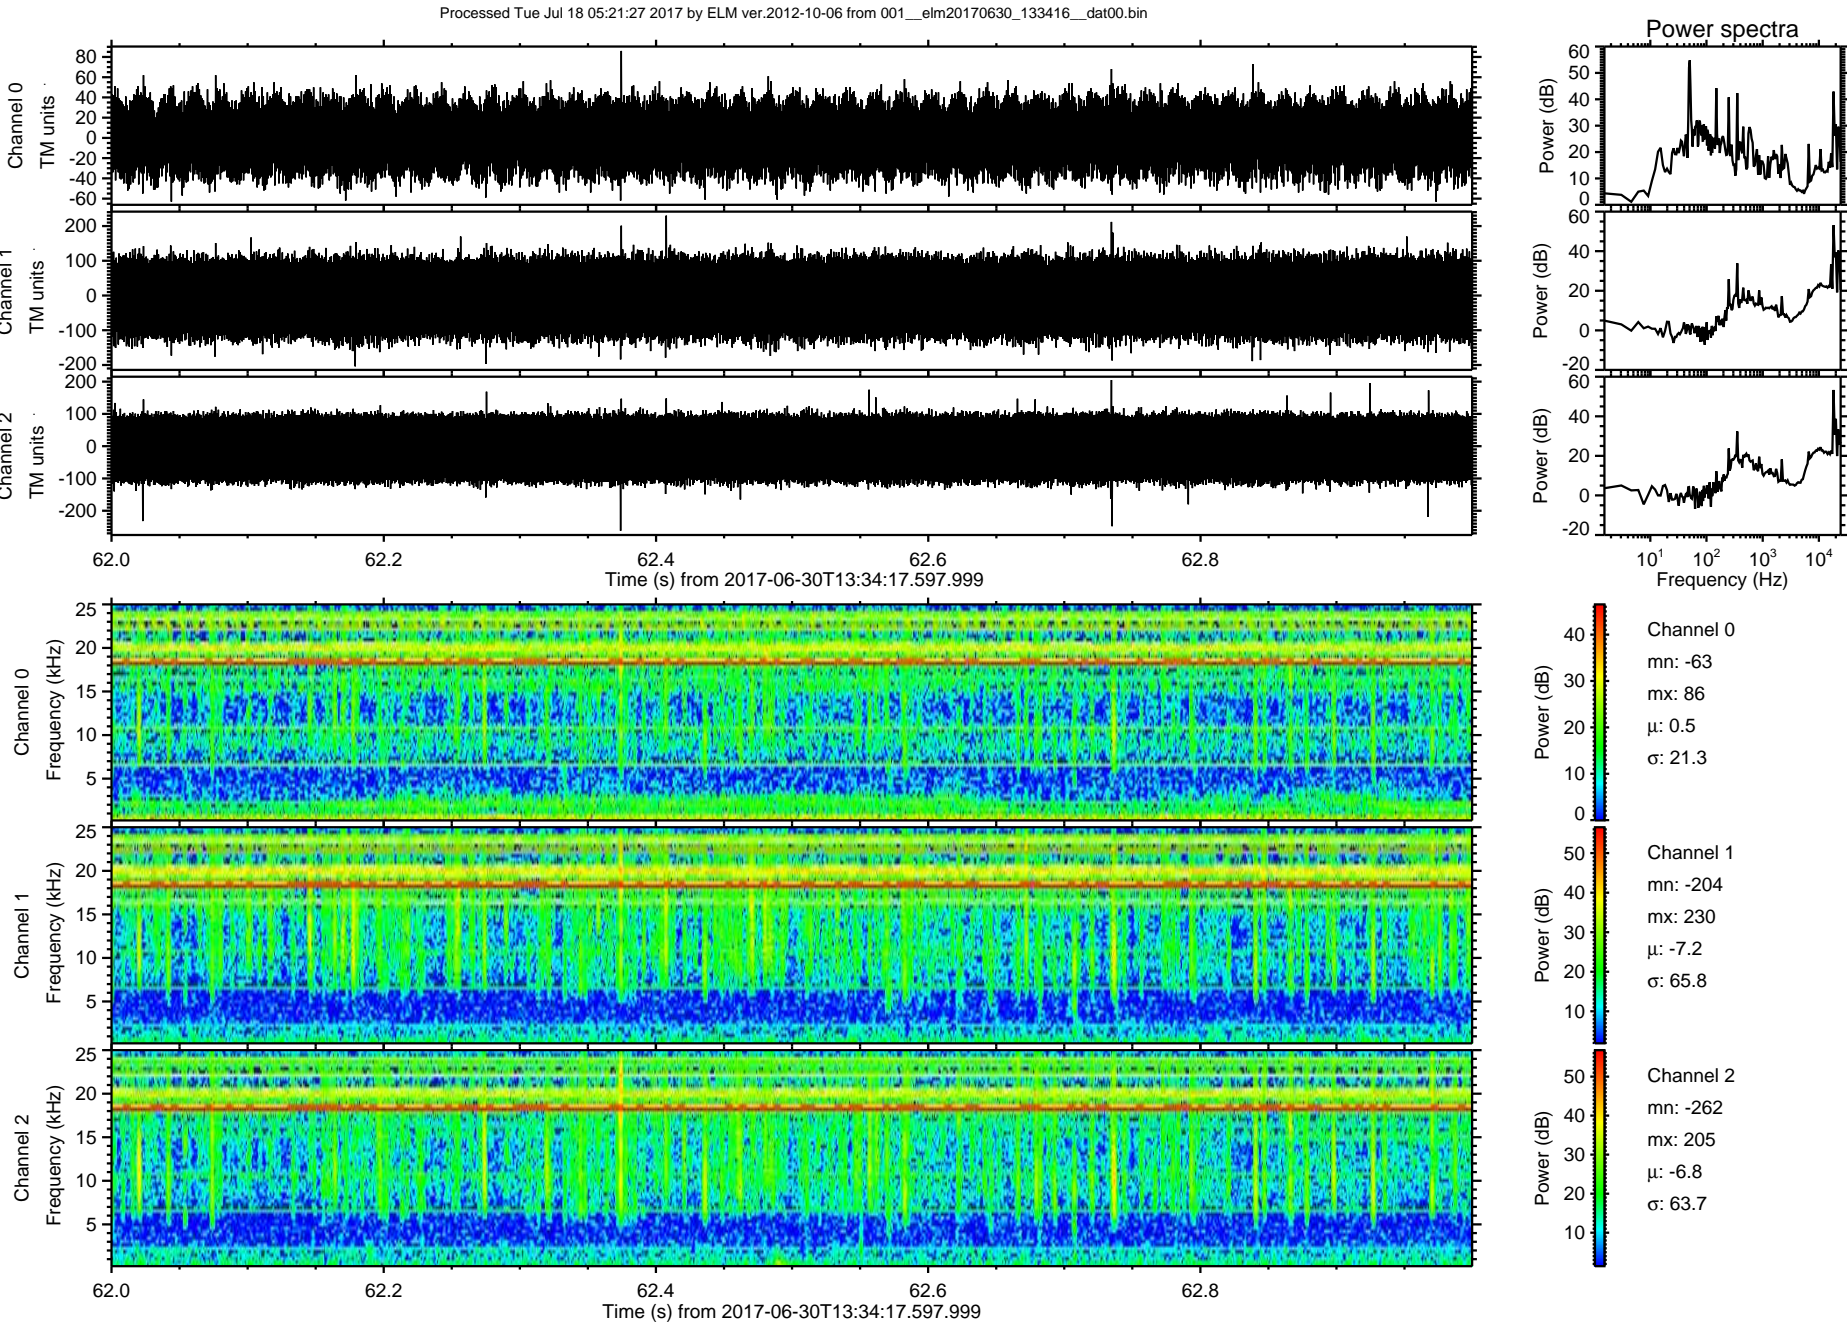 Processed Tue Jul 18 05:21:27 2017 by ELM ver.2012-10-06 from 001__elm20170630_133416__dat00.bin
Power spectra
Channel 0
TM units
80
60
40
20
0
-20
-40
-60
Power (dB)
60
50
40
30
20
10
0
Channel 1
TM units
200
100
0
-100
-200
Power (dB)
60
40
20
0
-20
Channel 2
TM units
200
100
0
-100
-200
Power (dB)
60
40
20
0
-20
62.0 62.2 62.4 62.6 62.8
Time (s) from 2017-06-30T13:34:17.597.999
10¹ 10² 10³ 10⁴
Frequency (Hz)
Channel 0
Frequency (kHz)
25
20
15
10
5
Power (dB)
40
30
20
10
0
Channel 0
mn: -63
mx: 86
μ: 0.5
σ: 21.3
Channel 1
Frequency (kHz)
25
20
15
10
5
Power (dB)
50
40
30
20
10
Channel 1
mn: -204
mx: 230
μ: -7.2
σ: 65.8
Channel 2
Frequency (kHz)
25
20
15
10
5
Power (dB)
50
40
30
20
10
Channel 2
mn: -262
mx: 205
μ: -6.8
σ: 63.7
62.0 62.2 62.4 62.6 62.8
Time (s) from 2017-06-30T13:34:17.597.999